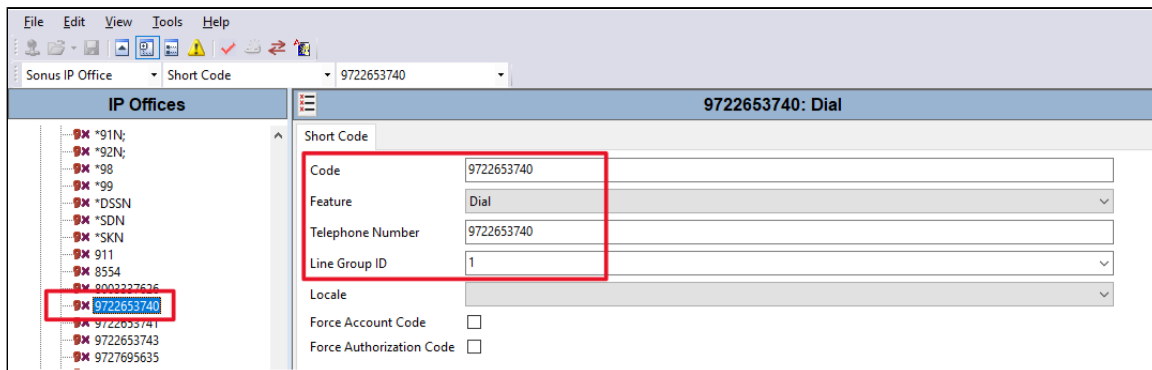 File Edit View Tools Help
Sonus IP Office Short Code 9722653740
IP Offices
*91N;
*92N;
*98
*99
*DSSN
*SDN
*SKN
911
8554
8003337626
9722653740
9722653741
9722653743
9727695635
9722653740: Dial
Short Code
Code 9722653740
Feature Dial
Telephone Number 9722653740
Line Group ID 1
Locale
Force Account Code
Force Authorization Code